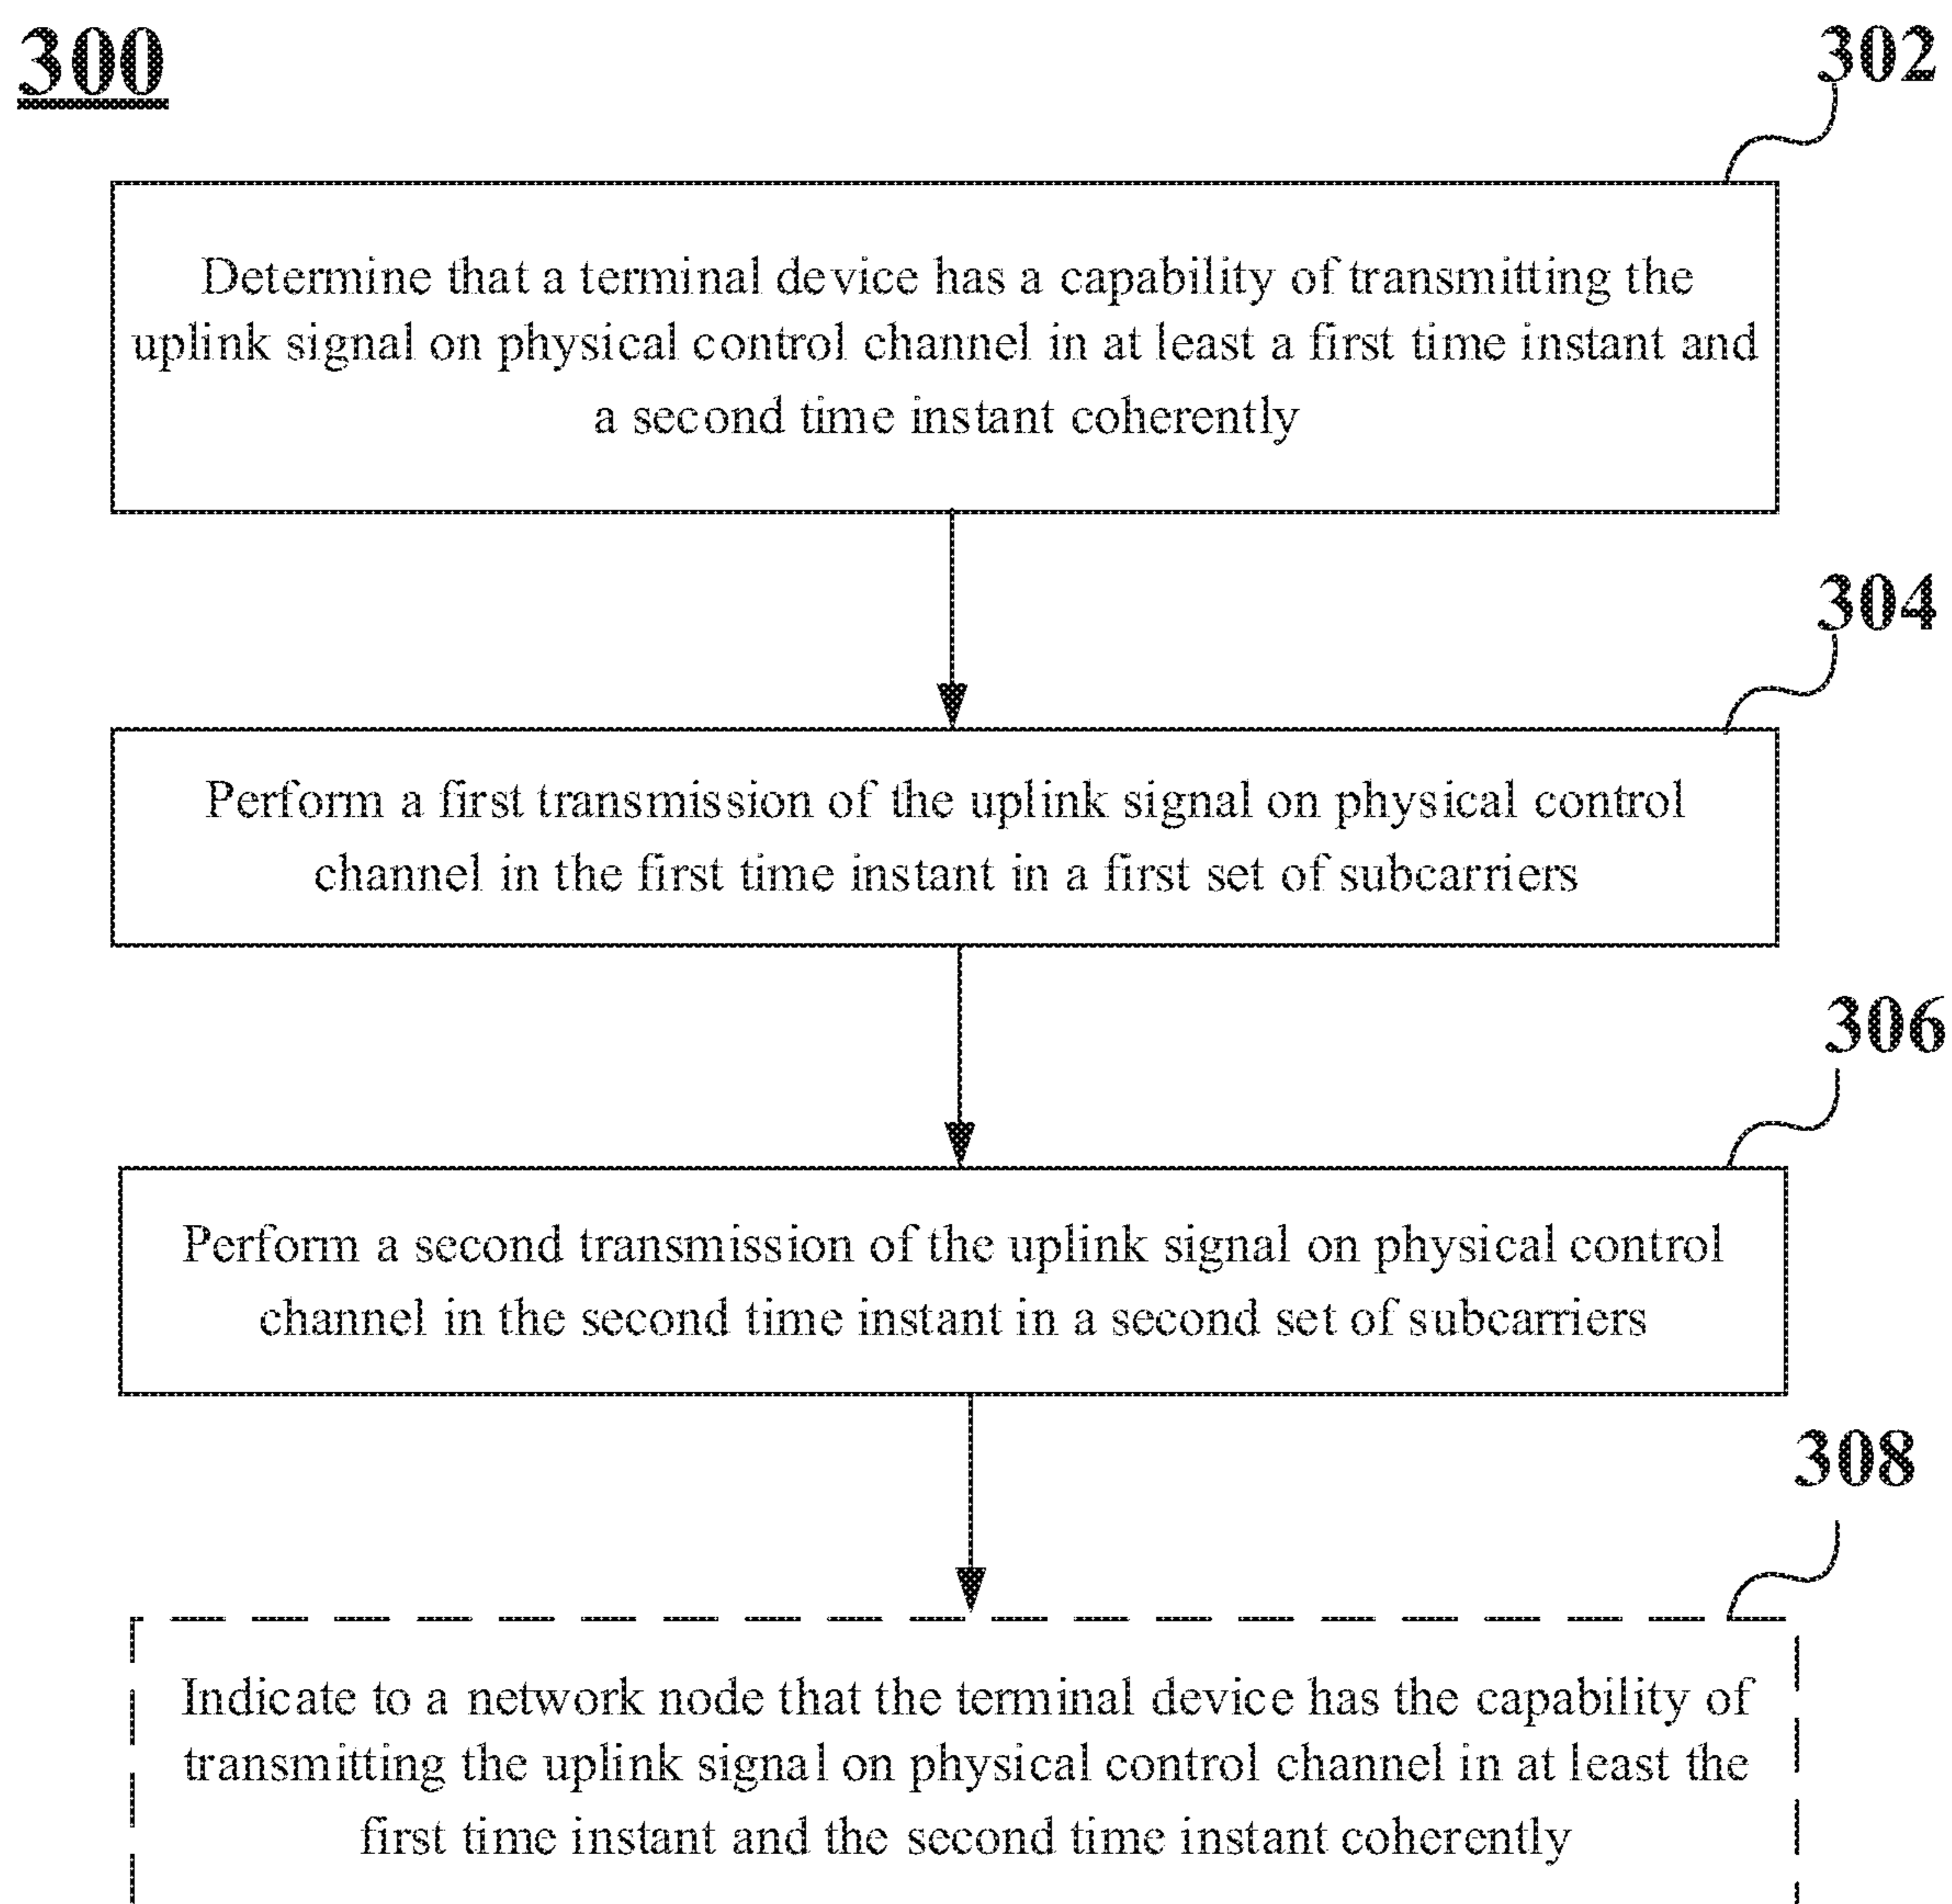 300
302
Determine that a terminal device has a capability of transmitting the
uplink signal on physical control channel in at least a first time instant and
a second time instant coherently
304
Perform a first transmission of the uplink signal on physical control
channel in the first time instant in a first set of subcarriers
306
Perform a second transmission of the uplink signal on physical control
channel in the second time instant in a second set of subcarriers
308
Indicate to a network node that the terminal device has the capability of
transmitting the uplink signal on physical control channel in at least the
first time instant and the second time instant coherently